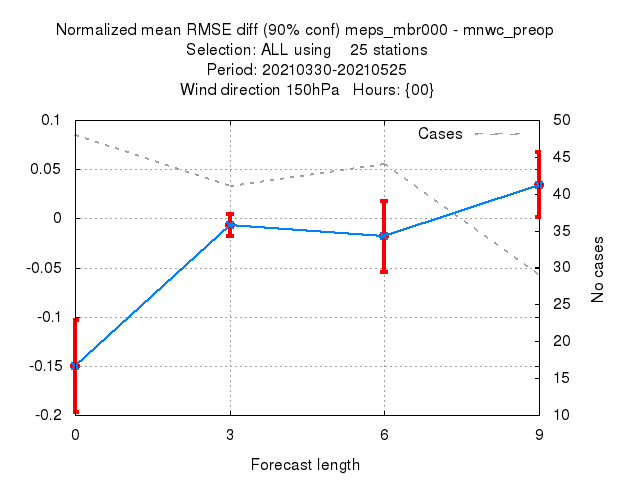 Normalized mean RMSE diff (90% conf) meps_mbr000 - mnwc_preop
Selection: ALL using    25 stations
Period: 20210330-20210525
Wind direction 150hPa   Hours: {00}
0.1
0.05
0
-0.05
-0.1
-0.15
-0.2
Cases
50
45
40
35
30
25
20
15
10
No cases
0 3 6 9
Forecast length